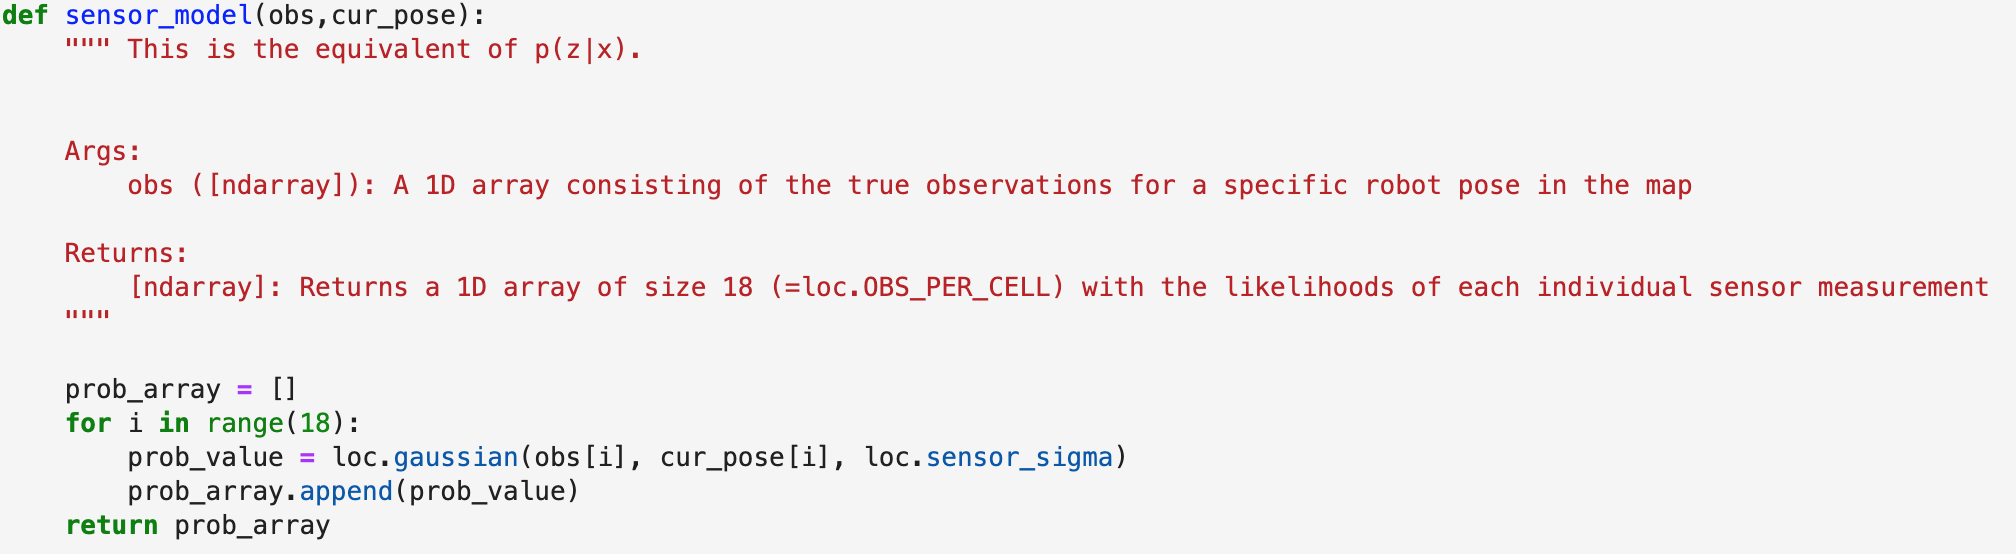 def sensor_model(obs,cur_pose):
    """ This is the equivalent of p(z|x).
    Args:
        obs ([ndarray]): A 1D array consisting of the true observations for a specific robot pose in the map
    Returns:
        [ndarray]: Returns a 1D array of size 18 (=loc.OBS_PER_CELL) with the likelihoods of each individual sensor measurement
    """
    prob_array = []
    for i in range(18):
        prob_value = loc.gaussian(obs[i], cur_pose[i], loc.sensor_sigma)
        prob_array.append(prob_value)
    return prob_array